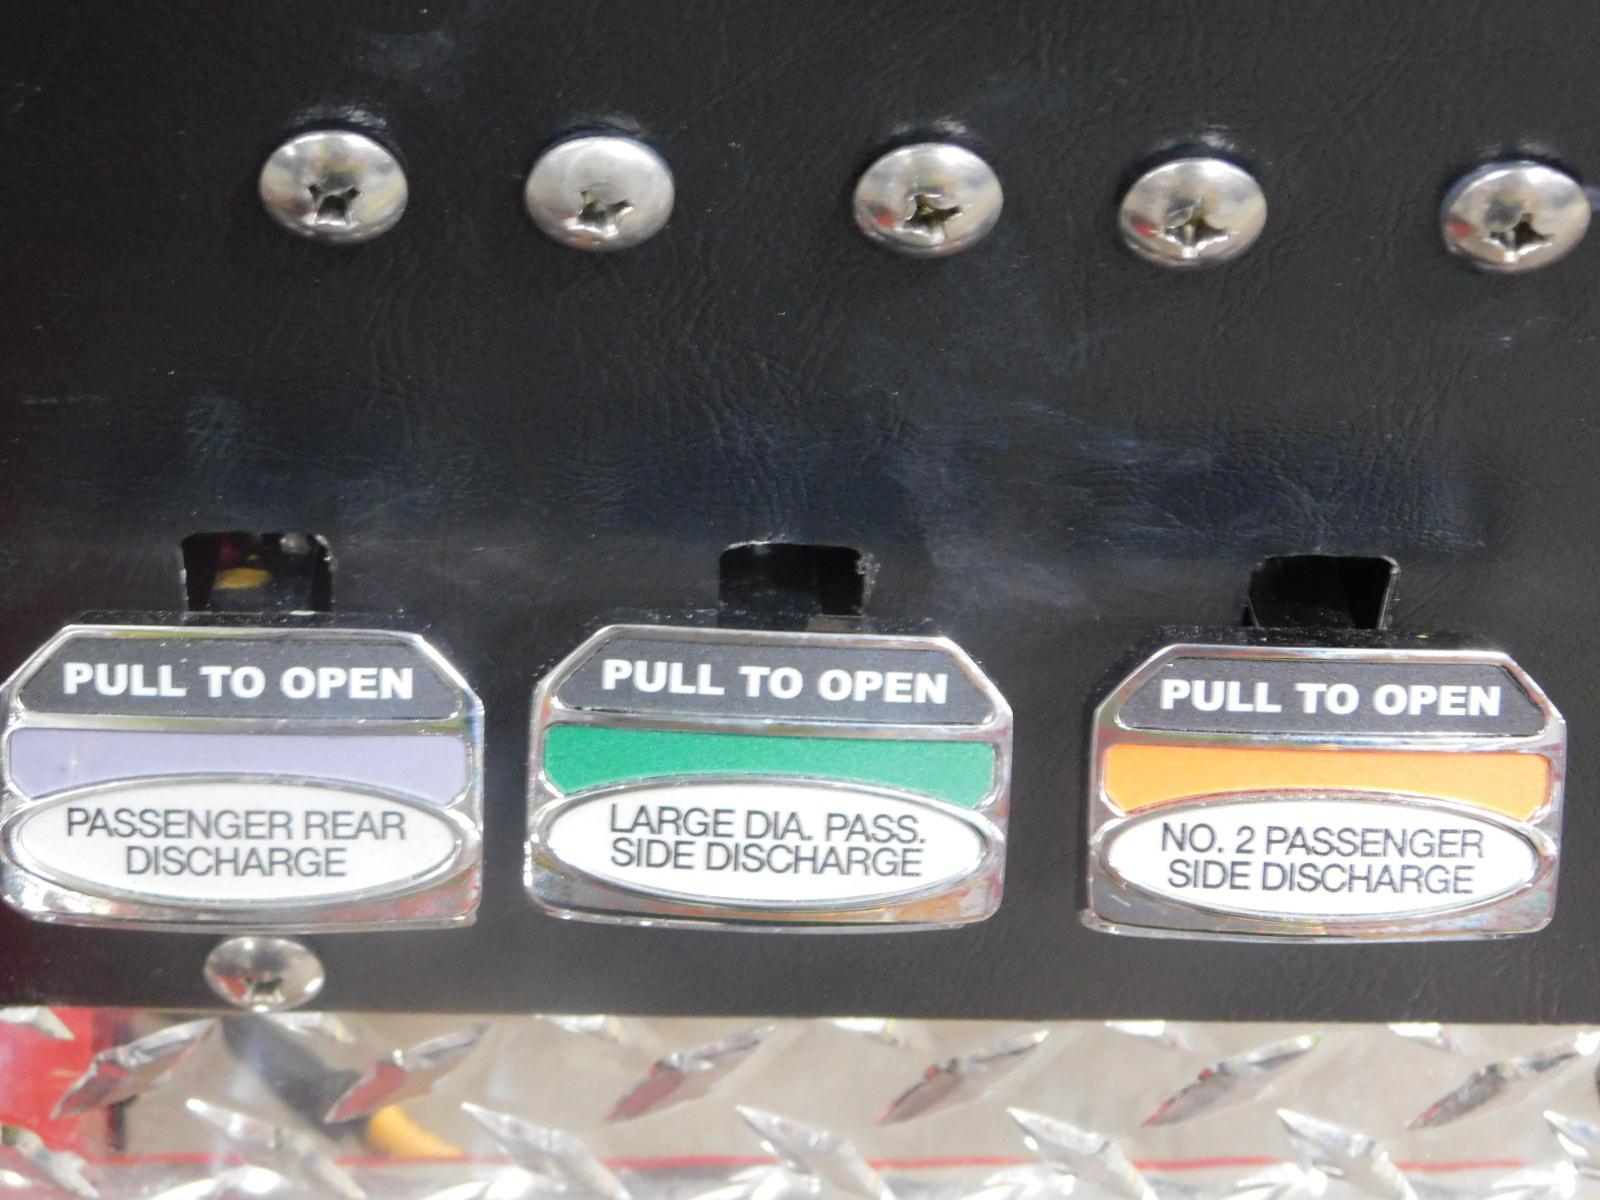 PULL TO OPEN
PASSENGER REAR
DISCHARGE
PULL TO OPEN
LARGE DIA. PASS.
SIDE DISCHARGE
PULL TO OPEN
NO. 2 PASSENGER
SIDE DISCHARGE